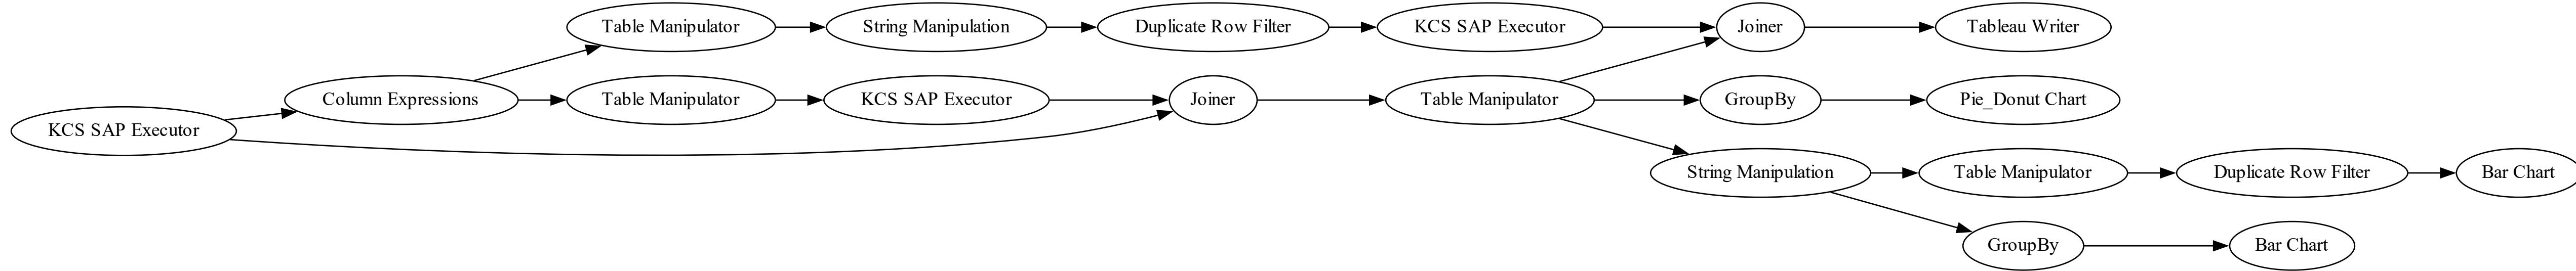 Table Manipulator
String Manipulation
Duplicate Row Filter
KCS SAP Executor
Joiner
Tableau Writer
Column Expressions
Table Manipulator
KCS SAP Executor
Joiner
Table Manipulator
GroupBy
Pie_Donut Chart
KCS SAP Executor
String Manipulation
Table Manipulator
Duplicate Row Filter
Bar Chart
GroupBy
Bar Chart